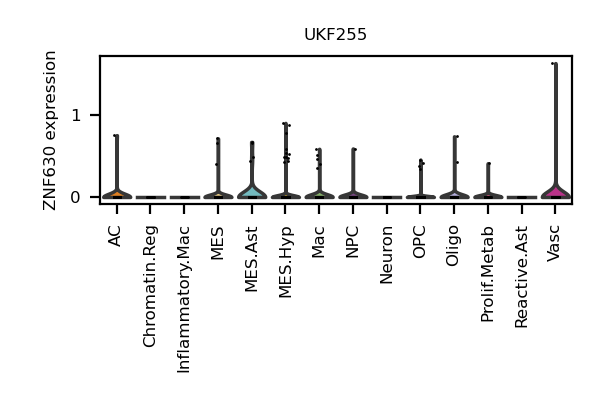 UKF255
ZNF630 expression
1
0
AC
Chromatin.Reg
Inflammatory.Mac
MES
MES.Ast
MES.Hyp
Mac
NPC
Neuron
OPC
Oligo
Prolif.Metab
Reactive.Ast
Vasc